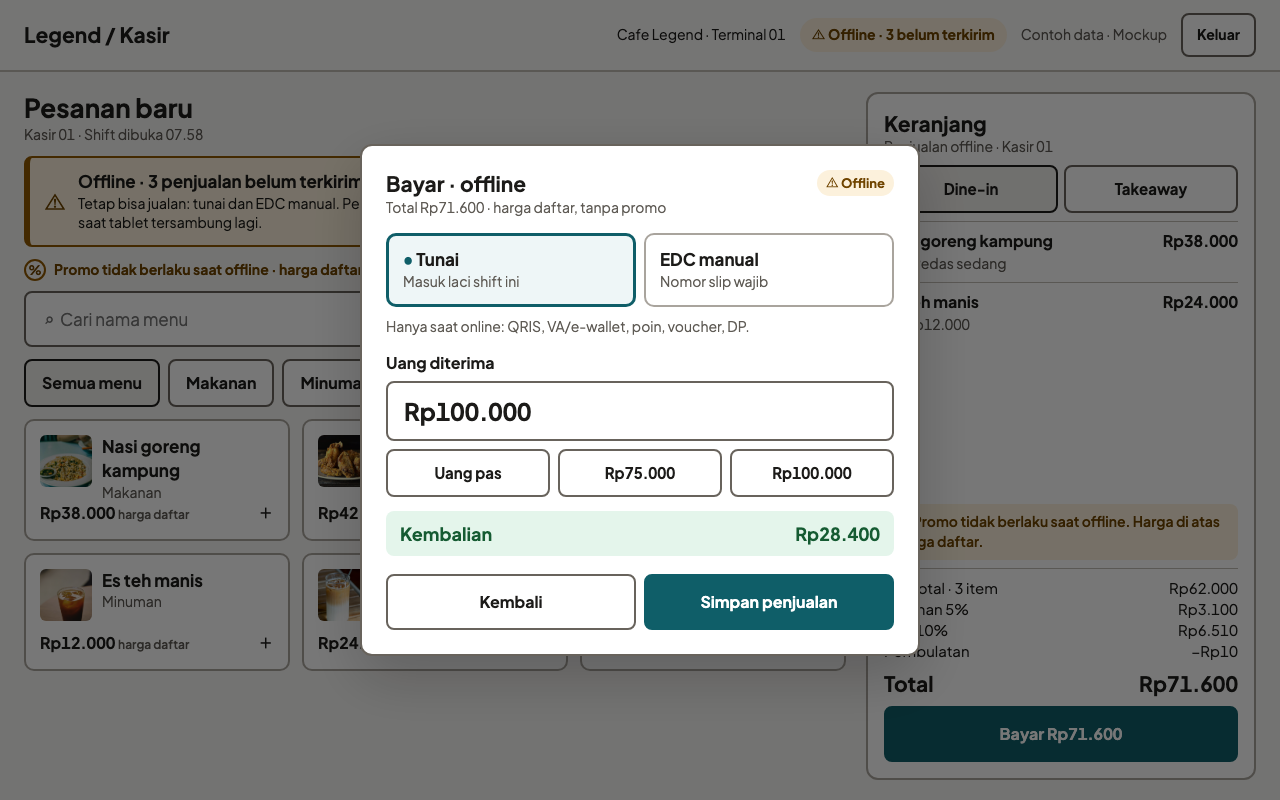 Legend / Kasir
Cafe Legend · Terminal 01
⚠ Offline · 3 belum terkirim
Contoh data · Mockup
Keluar
Pesanan baru
Kasir 01 · Shift dibuka 07.58
⚠
Offline · 3 penjualan belum terkirim
Tetap bisa jualan: tunai dan EDC manual.
saat tablet tersambung lagi.
% Promo tidak berlaku saat offline · harga daftar
Cari nama menu
Semua menu
Makanan
Nasi goreng
kampung
Makanan
Rp38.000 harga daftar
+
Es teh manis
Minuman
Rp12.000 harga daftar
+
Bayar · offline
⚠ Offline
Total Rp71.600 · harga daftar, tanpa promo
• Tunai
Masuk laci shift ini
EDC manual
Nomor slip wajib
Hanya saat online: QRIS, VA/e-wallet, poin, voucher, DP.
Uang diterima
Rp100.000
Uang pas
Rp75.000
Rp100.000
Kembalian
Rp28.400
Kembali
Simpan penjualan
Keranjang
offline · Kasir 01
Dine-in
Takeaway
goreng kampung
Rp38.000
sedang
manis
Rp24.000
Promo tidak berlaku saat offline. Harga di atas
daftar.
· 3 item
Rp62.000
5%
Rp3.100
10%
Rp6.510
Pembulatan
−Rp10
Total
Rp71.600
Bayar Rp71.600